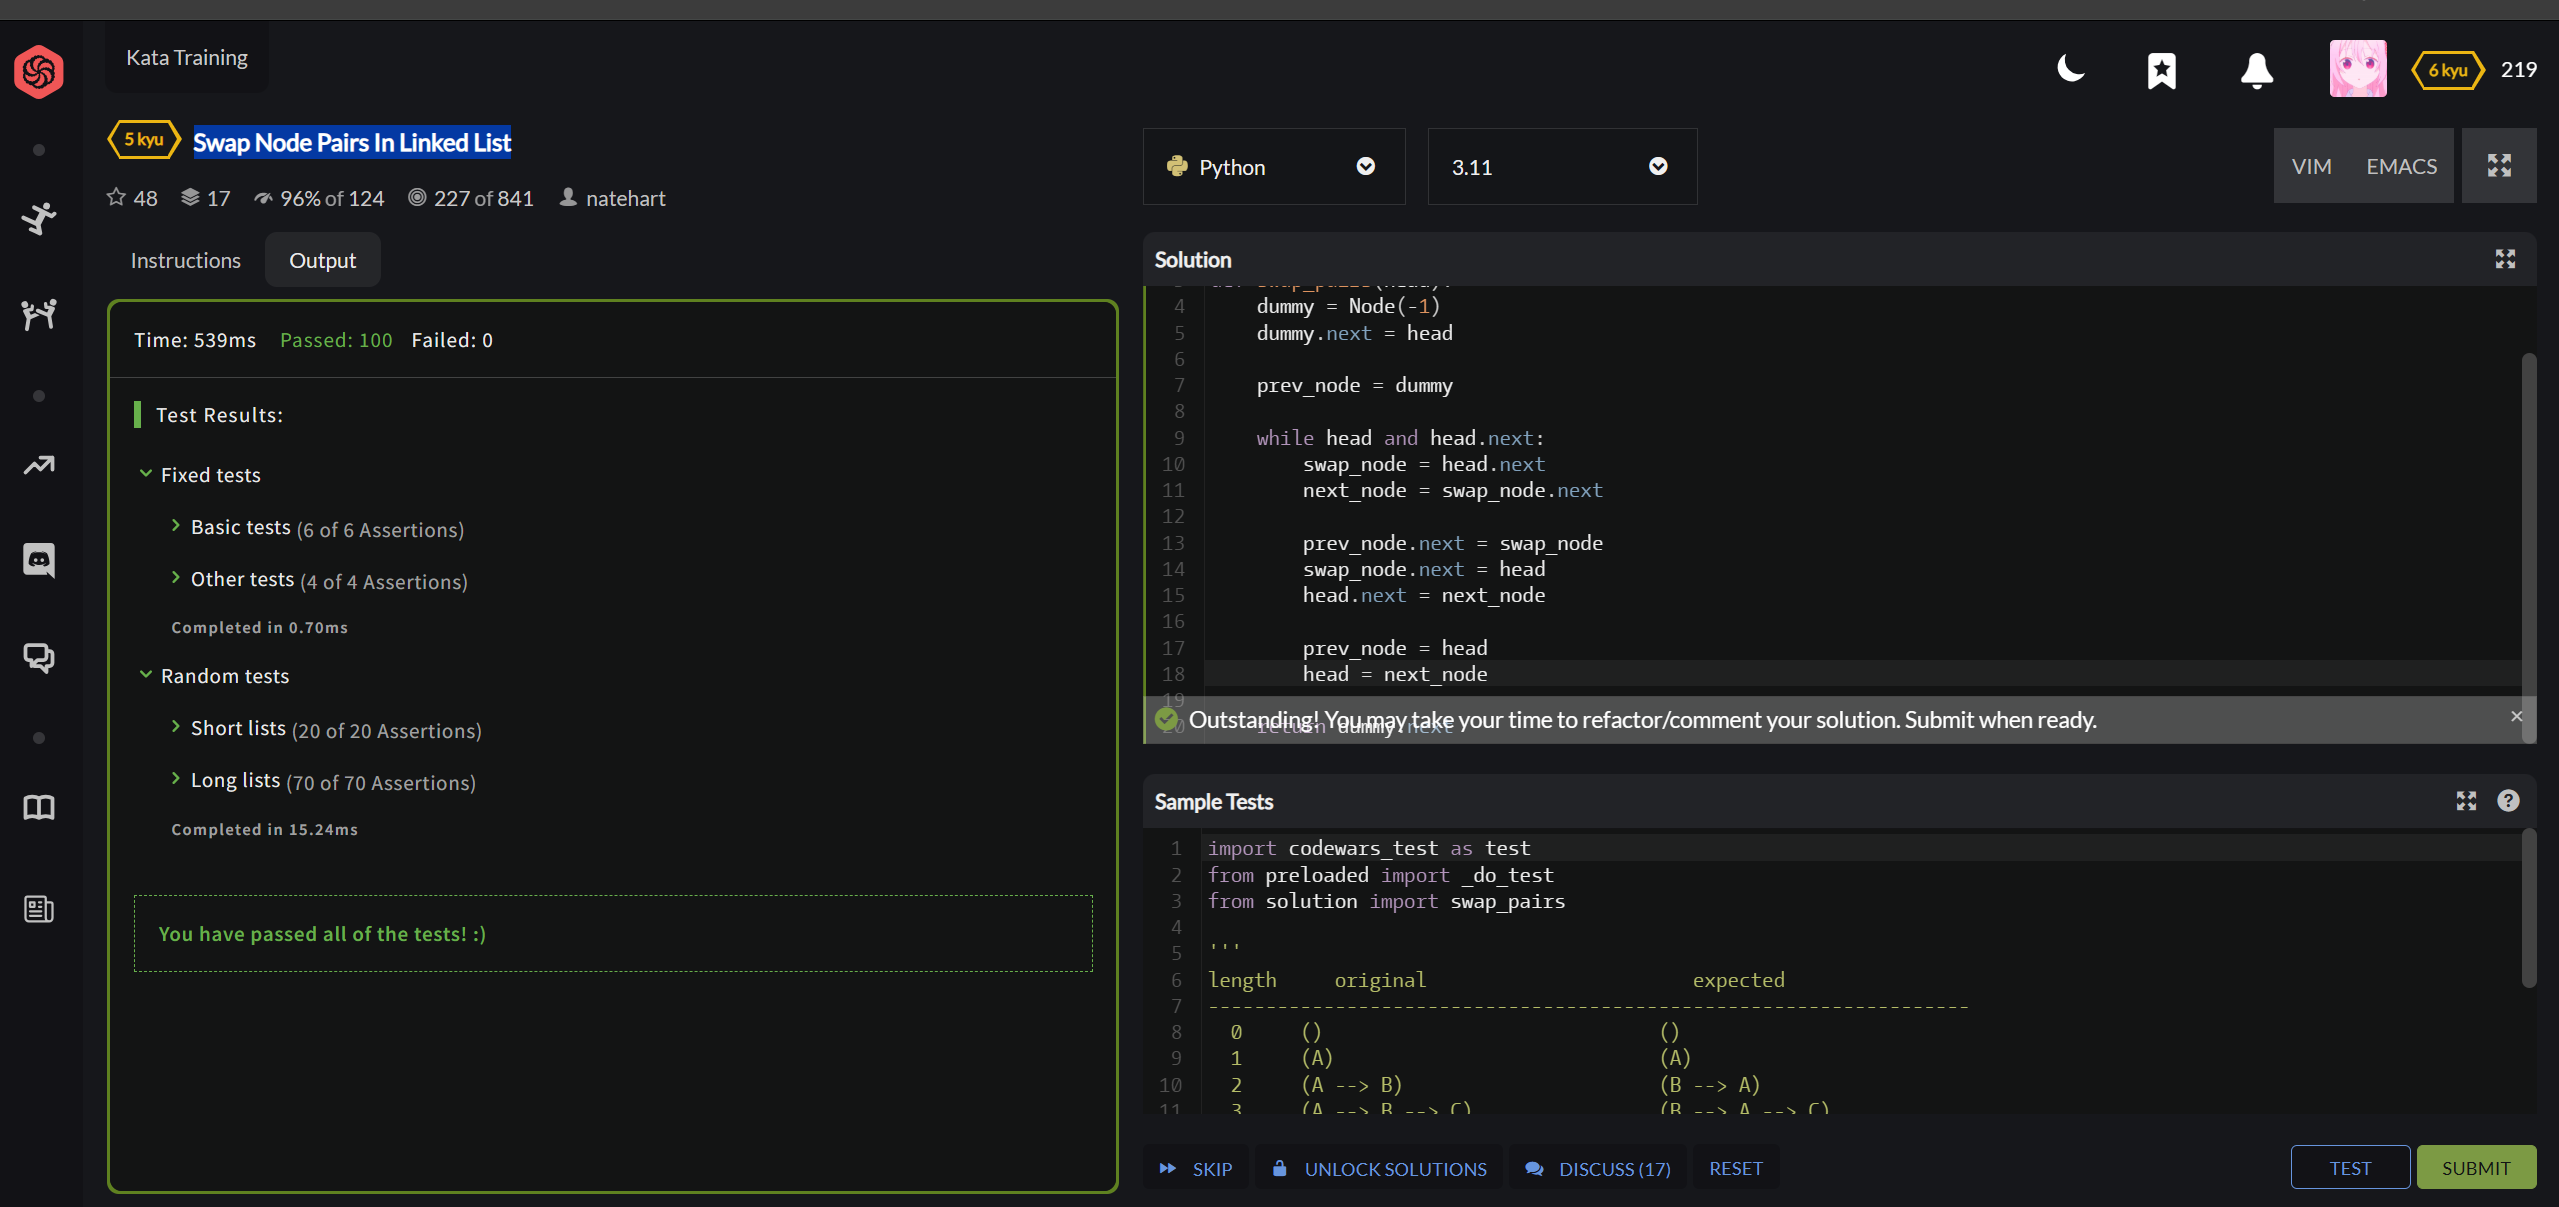 Kata Training
6 kyu 219
5 kyu Swap Node Pairs In Linked List
48 17 96% of 124 227 of 841 natehart
Python
3.11
VIM EMACS
Instructions
Output
Time: 539ms Passed: 100 Failed: 0
Test Results:
Fixed tests
Basic tests (6 of 6 Assertions)
Other tests (4 of 4 Assertions)
Completed in 0.70ms
Random tests
Short lists (20 of 20 Assertions)
Long lists (70 of 70 Assertions)
Completed in 15.24ms
You have passed all of the tests! :)
Solution
4 dummy = Node(-1)
5 dummy.next = head
6
7 prev_node = dummy
8
9 while head and head.next:
10 swap_node = head.next
11 next_node = swap_node.next
12
13 prev_node.next = swap_node
14 swap_node.next = head
15 head.next = next_node
16
17 prev_node = head
18 head = next_node
19
20 return dummy.next
Outstanding! You may take your time to refactor/comment your solution. Submit when ready.
Sample Tests
1 import codewars_test as test
2 from preloaded import _do_test
3 from solution import swap_pairs
4
5 '''
6 length original expected
7 ------------------------------------------------------------------
8 0 () ()
9 1 (A) (A)
10 2 (A --> B) (B --> A)
11 3 (A --> B --> C) (B --> A --> C)
SKIP
UNLOCK SOLUTIONS
DISCUSS (17)
RESET
TEST
SUBMIT